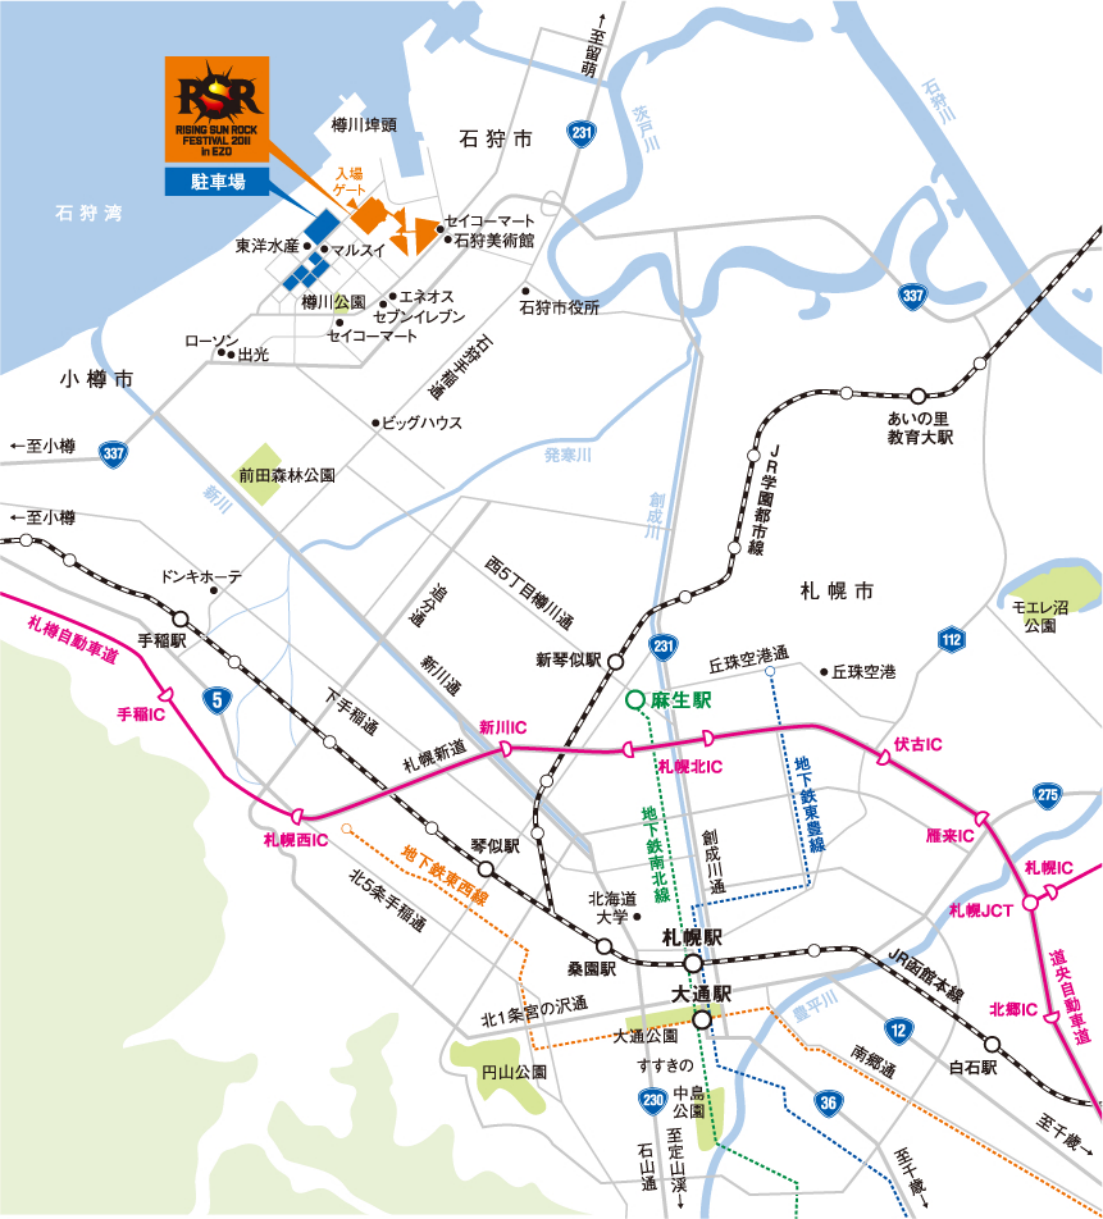 ←至留萌
231
石狩川
茨戸川
RSR
RISING SUN ROCK
FESTIVAL 2011
in EZO
駐車場
樽川埠頭
石狩市
入場
ゲート
石狩湾
セイコーマート
石狩美術館
東洋水産
マルスイ
337
樽川公園
エネオス
セブンイレブン
セイコーマート
石狩市役所
ローソン
出光
石狩手稲通
小樽市
あいの里
教育大駅
ビッグハウス
←至小樽
337
前田森林公園
発寒川
JR学園都市線
新川
創成川
←至小樽
西5丁目樽川通
ドンキホーテ
追分通
札幌市
モエレ沼
公園
札樽自動車道
手稲駅
新琴似駅
231
丘珠空港通
丘珠空港
112
新川通
5
麻生駅
手稲IC
下手稲通
新川IC
札幌新道
札幌北IC
伏古IC
地下鉄東豊線
275
札幌西IC
地下鉄南北線
創成川通
雁来IC
琴似駅
地下鉄東西線
札幌IC
北5条手稲通
北海道
大学
札幌JCT
札幌駅
桑園駅
JR函館本線
道央自動車道
大通駅
北1条宮の沢通
豊平川
北郷IC
大通公園
12
南郷通
白石駅
すすきの
円山公園
230
中島
公園
36
至千歳→
石山通
至定山渓→
至千歳→